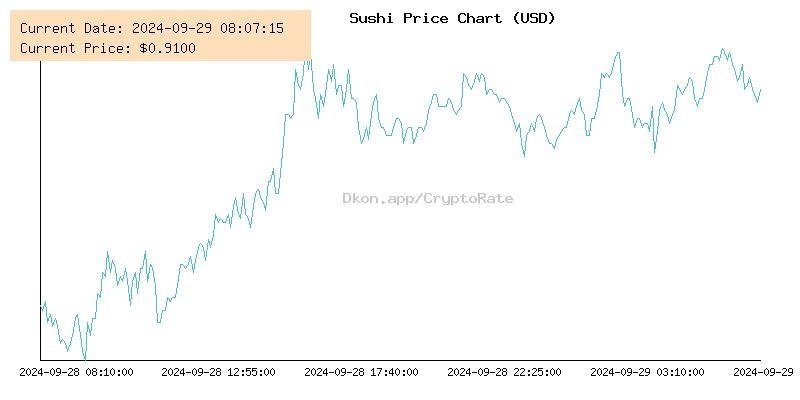 Sushi Price Chart (USD)
Current Date: 2024-09-29 08:07:15
Current Price: $0.9100
Dkon.app/CryptoRate
2024-09-28 08:10:00 2024-09-28 12:55:00 2024-09-28 17:40:00 2024-09-28 22:25:00 2024-09-29 03:10:00 2024-09-29